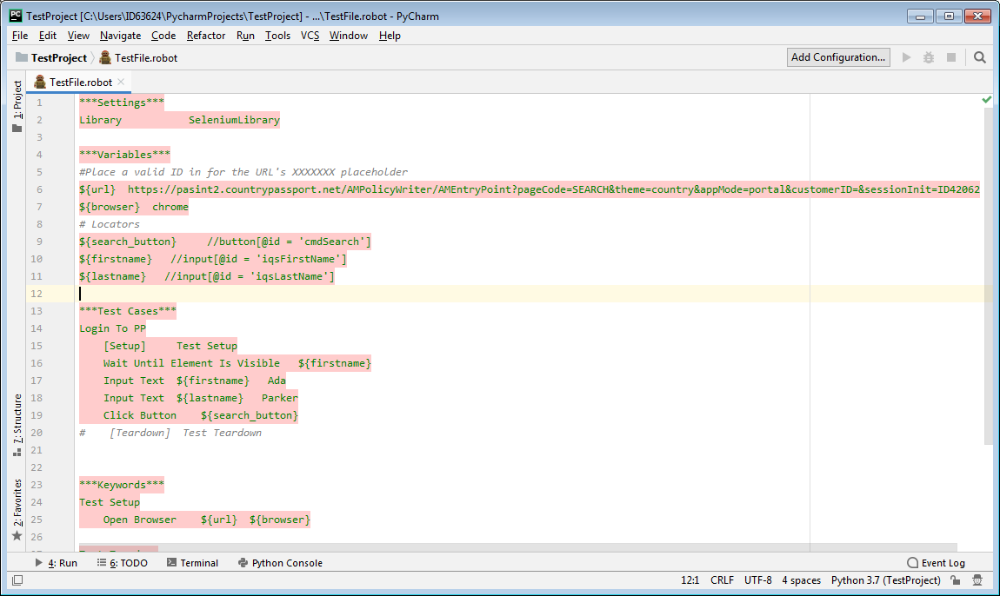 PC TestProject [C:\Users\ID63624\PycharmProjects\TestProject] - ...\TestFile.robot - PyCharm
File Edit View Navigate Code Refactor Run Tools VCS Window Help
TestProject TestFile.robot Add Configuration...
TestFile.robot
1: Project
7: Structure
2: Favorites
1 ***Settings***
2 Library           SeleniumLibrary
3
4 ***Variables***
5 #Place a valid ID in for the URL's XXXXXXX placeholder
6 ${url}  https://pasint2.countrypassport.net/AMPolicyWriter/AMEntryPoint?pageCode=SEARCH&theme=country&appMode=portal&customerID=&sessionInit=ID42062
7 ${browser}  chrome
8 # Locators
9 ${search_button}     //button[@id = 'cmdSearch']
10 ${firstname}   //input[@id = 'iqsFirstName']
11 ${lastname}   //input[@id = 'iqsLastName']
12
13 ***Test Cases***
14 Login To PP
15     [Setup]     Test Setup
16     Wait Until Element Is Visible   ${firstname}
17     Input Text  ${firstname}   Ada
18     Input Text  ${lastname}   Parker
19     Click Button    ${search_button}
20 #    [Teardown]  Test Teardown
21
22
23 ***Keywords***
24 Test Setup
25     Open Browser    ${url}  ${browser}
26
4: Run 6: TODO Terminal Python Console Event Log
12:1 CRLF UTF-8 4 spaces Python 3.7 (TestProject)